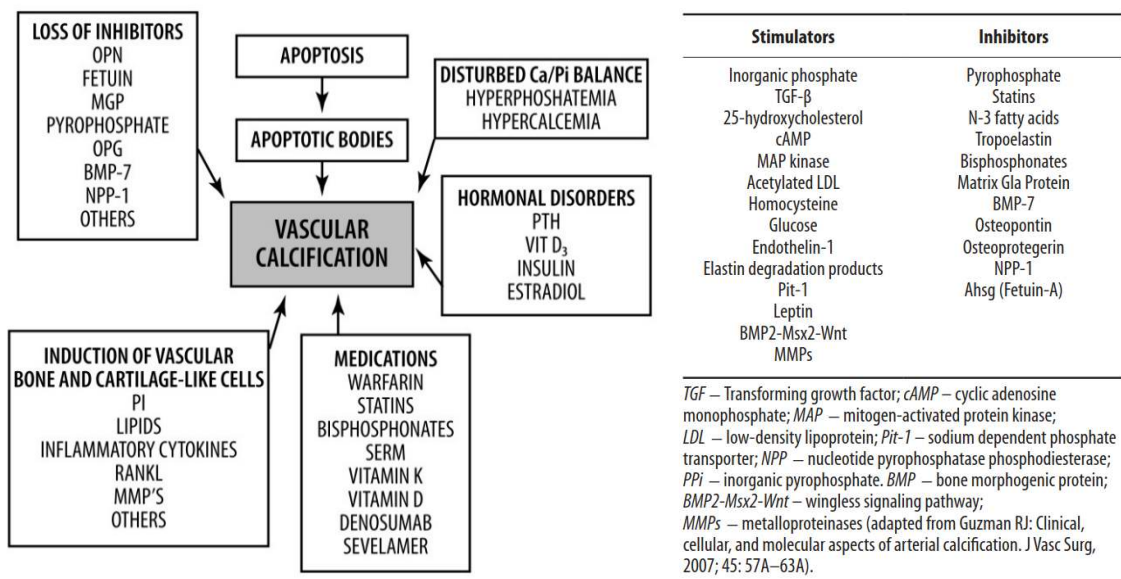 LOSS OF INHIBITORS
OPN
FETUIN
MGP
PYROPHOSPHATE
OPG
BMP-7
NPP-1
OTHERS
APOPTOSIS
APOPTOTIC BODIES
DISTURBED Ca/Pi BALANCE
HYPERPHOSHATEMIA
HYPERCALCEMIA
VASCULAR
CALCIFICATION
HORMONAL DISORDERS
PTH
VIT D₃
INSULIN
ESTRADIOL
INDUCTION OF VASCULAR
BONE AND CARTILAGE-LIKE CELLS
PI
LIPIDS
INFLAMMATORY CYTOKINES
RANKL
MMP'S
OTHERS
MEDICATIONS
WARFARIN
STATINS
BISPHOSPHONATES
SERM
VITAMIN K
VITAMIN D
DENOSUMAB
SEVELAMER
Stimulators Inhibitors
Inorganic phosphate Pyrophosphate
TGF-β Statins
25-hydroxycholesterol N-3 fatty acids
cAMP Tropoelastin
MAP kinase Bisphosphonates
Acetylated LDL Matrix Gla Protein
Homocysteine BMP-7
Glucose Osteopontin
Endothelin-1 Osteoprotegerin
Elastin degradation products NPP-1
Pit-1 Ahsg (Fetuin-A)
Leptin
BMP2-Msx2-Wnt
MMPs
TGF – Transforming growth factor; cAMP – cyclic adenosine
monophosphate; MAP – mitogen-activated protein kinase;
LDL – low-density lipoprotein; Pit-1 – sodium dependent phosphate
transporter; NPP – nucleotide pyrophosphatase phosphodiesterase;
PPi – inorganic pyrophosphate. BMP – bone morphogenic protein;
BMP2-Msx2-Wnt – wingless signaling pathway;
MMPs – metalloproteinases (adapted from Guzman RJ: Clinical,
cellular, and molecular aspects of arterial calcification. J Vasc Surg,
2007; 45: 57A–63A).